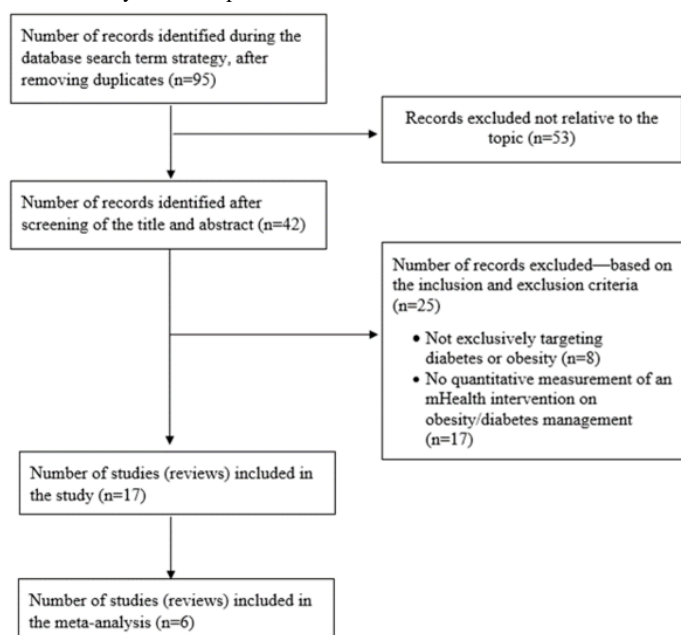 Number of records identified during the
database search term strategy, after
removing duplicates (n=95)
Records excluded not relative to the
topic (n=53)
Number of records identified after
screening of the title and abstract (n=42)
Number of records excluded—based on
the inclusion and exclusion criteria
(n=25)
• Not exclusively targeting
diabetes or obesity (n=8)
• No quantitative measurement of an
mHealth intervention on
obesity/diabetes management
(n=17)
Number of studies (reviews) included in
the study (n=17)
Number of studies (reviews) included in
the meta-analysis (n=6)